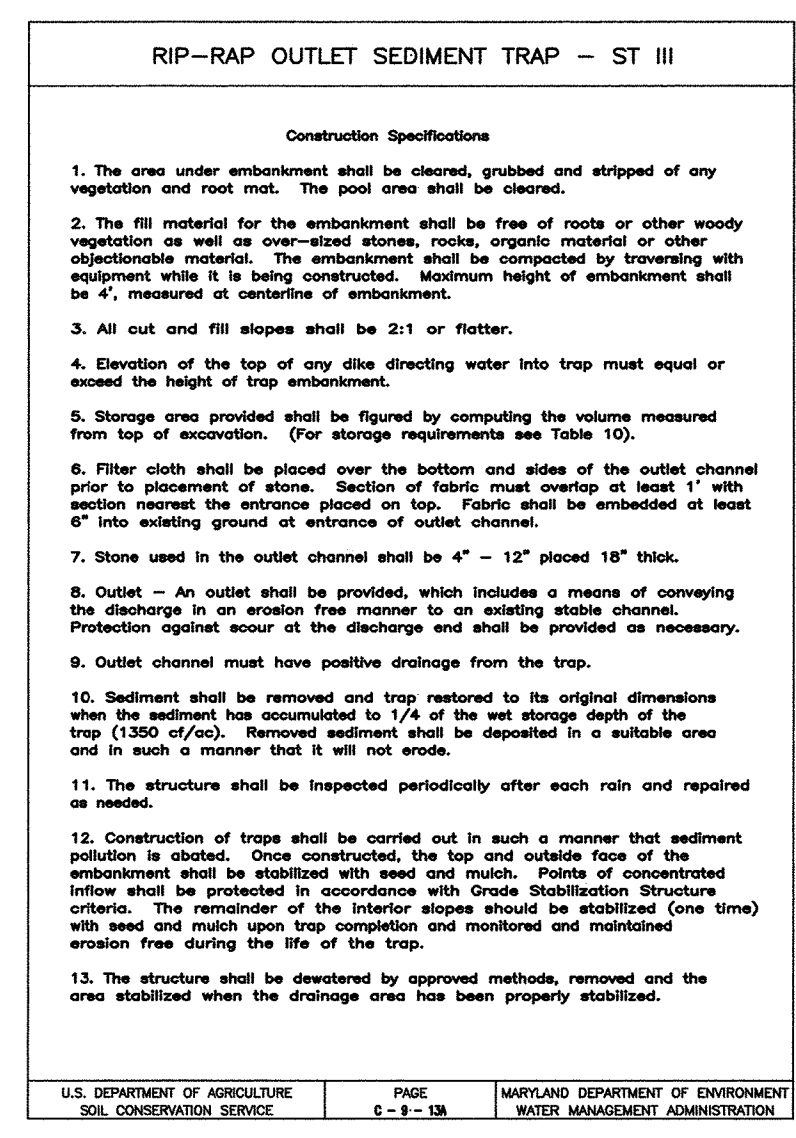 RIP-RAP OUTLET SEDIMENT TRAP - ST III
Construction Specifications
1. The area under embankment shall be cleared, grubbed and stripped of any
vegetation and root mat. The pool area shall be cleared.
2. The fill material for the embankment shall be free of roots or other woody
vegetation as well as over-sized stones, rocks, organic material or other
objectionable material. The embankment shall be compacted by traversing with
equipment while it is being constructed. Maximum height of embankment shall
be 4', measured at centerline of embankment.
3. All cut and fill slopes shall be 2:1 or flatter.
4. Elevation of the top of any dike directing water into trap must equal or
exceed the height of trap embankment.
5. Storage area provided shall be figured by computing the volume measured
from top of excavation. (For storage requirements see Table 10).
6. Filter cloth shall be placed over the bottom and sides of the outlet channel
prior to placement of stone. Section of fabric must overlap at least 1' with
section nearest the entrance placed on top. Fabric shall be embedded at least
6" into existing ground at entrance of outlet channel.
7. Stone used in the outlet channel shall be 4" - 12" placed 18" thick.
8. Outlet - An outlet shall be provided, which includes a means of conveying
the discharge in an erosion free manner to an existing stable channel.
Protection against scour at the discharge end shall be provided as necessary.
9. Outlet channel must have positive drainage from the trap.
10. Sediment shall be removed and trap restored to its original dimensions
when the sediment has accumulated to 1/4 of the wet storage depth of the
trap (1350 cf/ac). Removed sediment shall be deposited in a suitable area
and in such a manner that it will not erode.
11. The structure shall be inspected periodically after each rain and repaired
as needed.
12. Construction of traps shall be carried out in such a manner that sediment
pollution is abated. Once constructed, the top and outside face of the
embankment shall be stabilized with seed and mulch. Points of concentrated
inflow shall be protected in accordance with Grade Stabilization Structure
criteria. The remainder of the interior slopes should be stabilized (one time)
with seed and mulch upon trap completion and monitored and maintained
erosion free during the life of the trap.
13. The structure shall be dewatered by approved methods, removed and the
area stabilized when the drainage area has been properly stabilized.
U.S. DEPARTMENT OF AGRICULTURE
SOIL CONSERVATION SERVICE
PAGE
C - 9 - 13A
MARYLAND DEPARTMENT OF ENVIRONMENT
WATER MANAGEMENT ADMINISTRATION